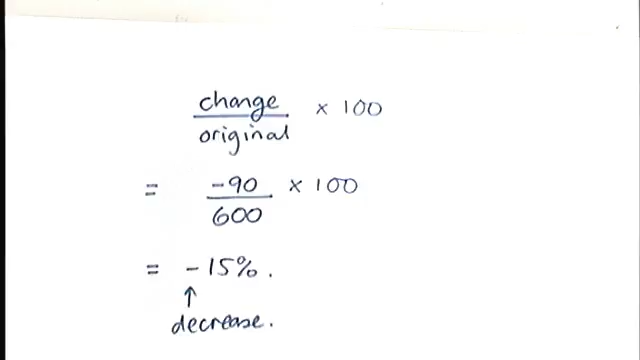 change
original × 100
= -90
600 × 100
= -15%.
↑
decrease.